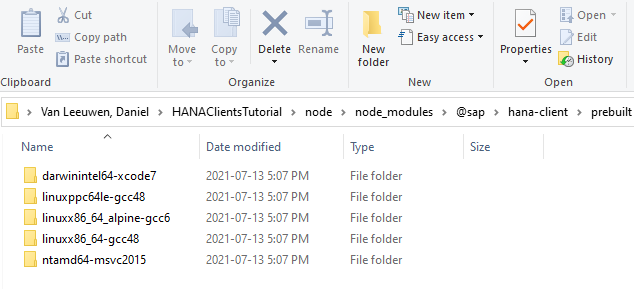 Cut
Copy path
Paste shortcut
Paste
Clipboard
Move to
Copy to
Delete
Rename
Organize
New folder
New item
Easy access
New
Properties
Open
Edit
History
Open
Van Leeuwen, Daniel > HANAClientsTutorial > node > node_modules > @sap > hana-client > prebuilt
Name Date modified Type
darwinintel64-xcode7 2021-07-13 5:07 PM File folder
linuxppc64le-gcc48 2021-07-13 5:07 PM File folder
linuxx86_64_alpine-gcc6 2021-07-13 5:07 PM File folder
linuxx86_64-gcc48 2021-07-13 5:07 PM File folder
ntamd64-msvc2015 2021-07-13 5:07 PM File folder